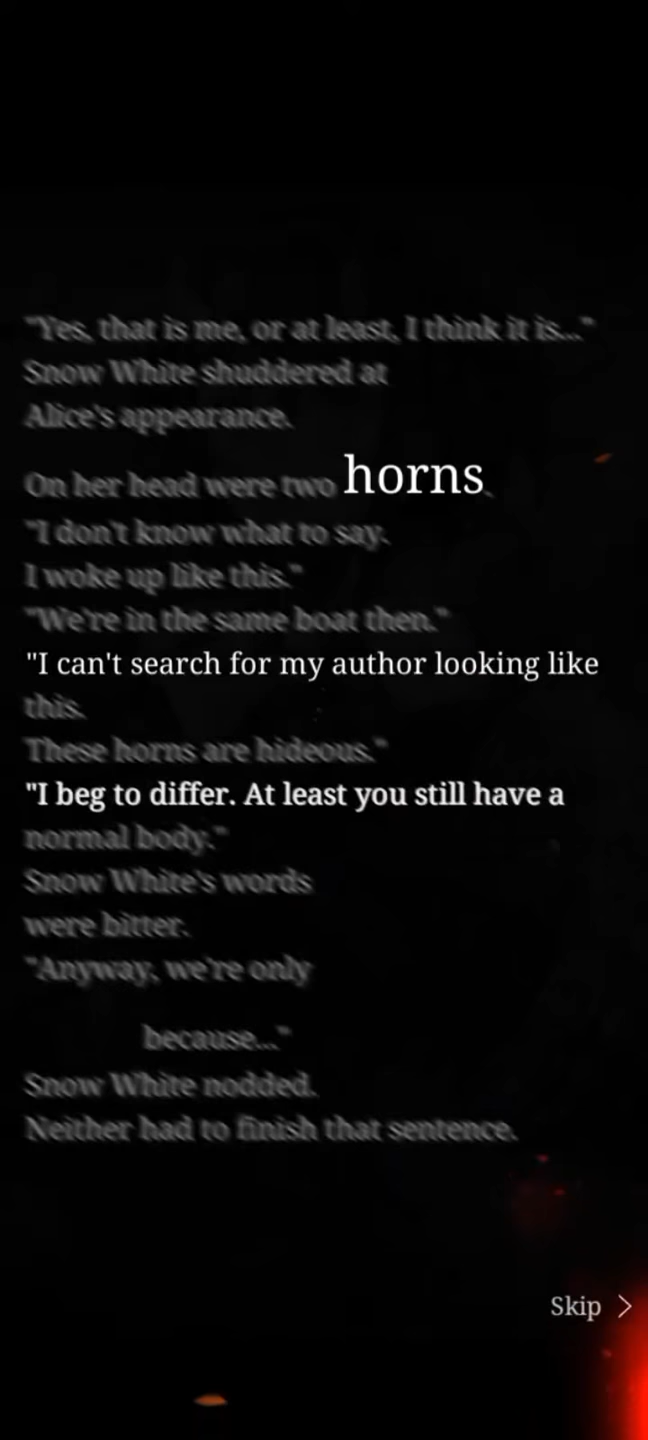 "Yes, that is me, or at least, I think it is..."
Snow White shuddered at
Alice's appearance.
On her head were two horns.
"I don't know what to say.
I woke up like this."
"We're in the same boat then."
"I can't search for my author looking like
this.
These horns are hideous."
"I beg to differ. At least you still have a
normal body."
Snow White's words
were bitter.
"Anyway, we're only
because..."
Snow White nodded.
Neither had to finish that sentence.
Skip >